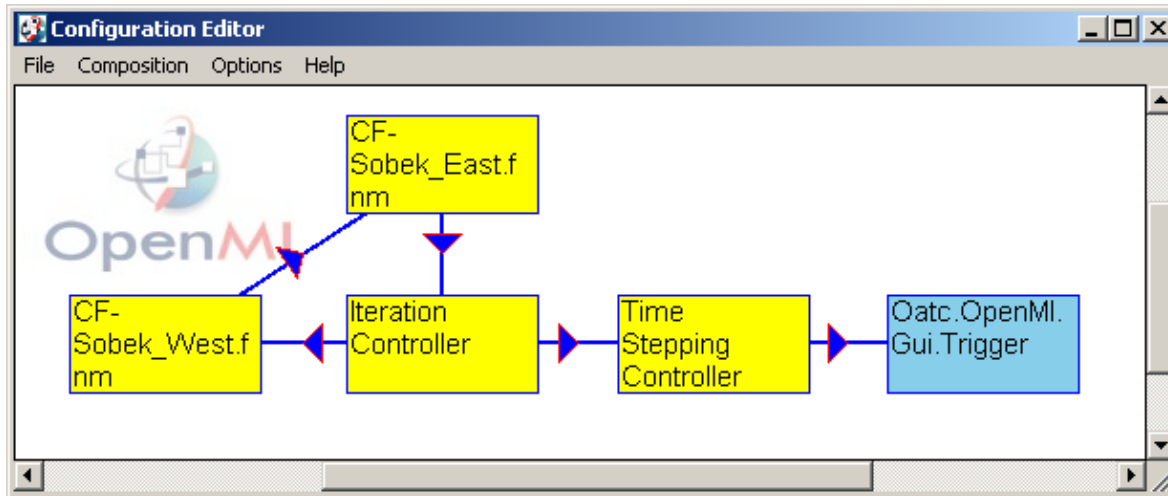 Configuration Editor
File Composition Options Help
CF-
Sobek_East.f
nm
OpenMI
CF-
Sobek_West.f
nm
Iteration
Controller
Time
Stepping
Controller
Oatc.OpenMI.
Gui.Trigger